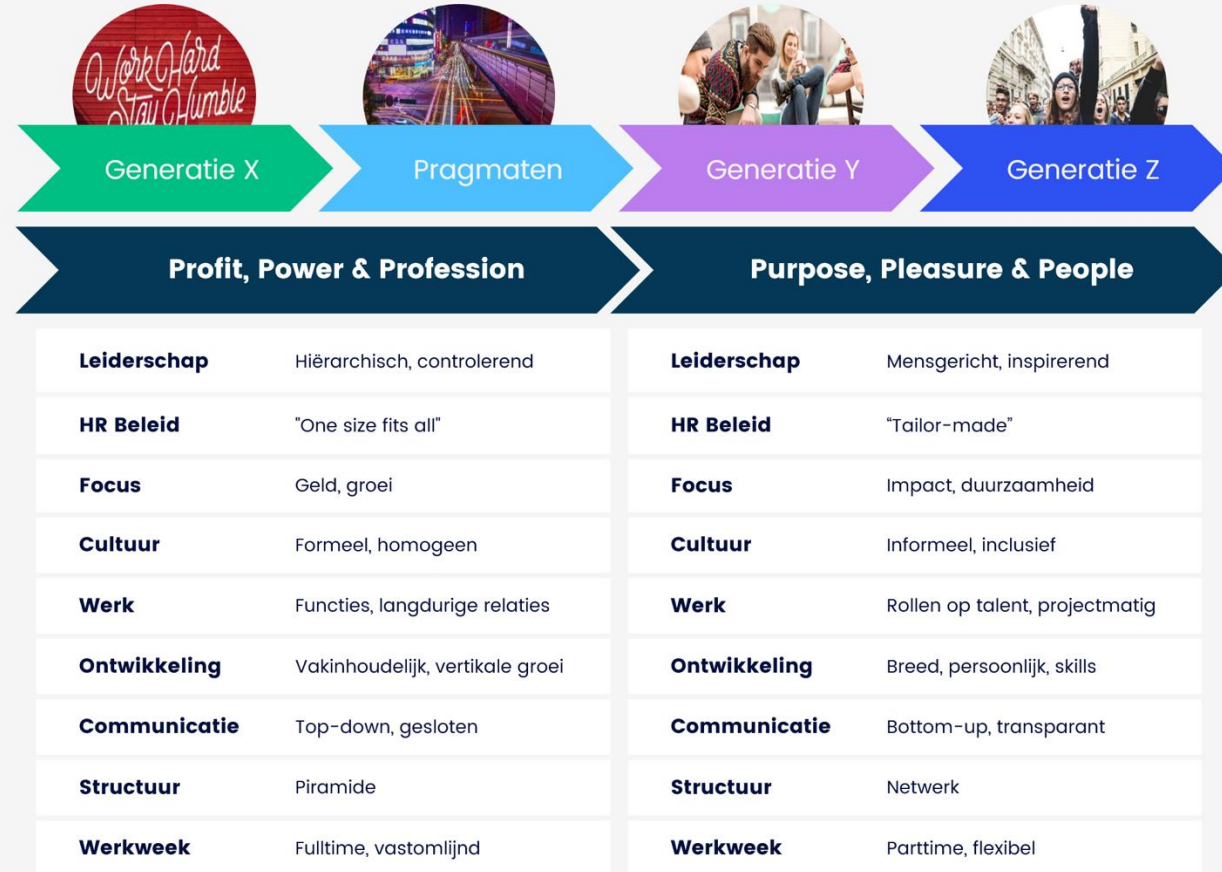 Work Hard
Stay Humble
Generatie X
Pragmaten
Generatie Y
Generatie Z
Profit, Power & Profession
Purpose, Pleasure & People
Leiderschap Hiërarchisch, controlerend
HR Beleid "One size fits all"
Focus Geld, groei
Cultuur Formeel, homogeen
Werk Functies, langdurige relaties
Ontwikkeling Vakinhoudelijk, vertikale groei
Communicatie Top-down, gesloten
Structuur Piramide
Werkweek Fulltime, vastomlijnd
Leiderschap Mensgericht, inspirerend
HR Beleid “Tailor-made”
Focus Impact, duurzaamheid
Cultuur Informeel, inclusief
Werk Rollen op talent, projectmatig
Ontwikkeling Breed, persoonlijk, skills
Communicatie Bottom-up, transparant
Structuur Netwerk
Werkweek Parttime, flexibel